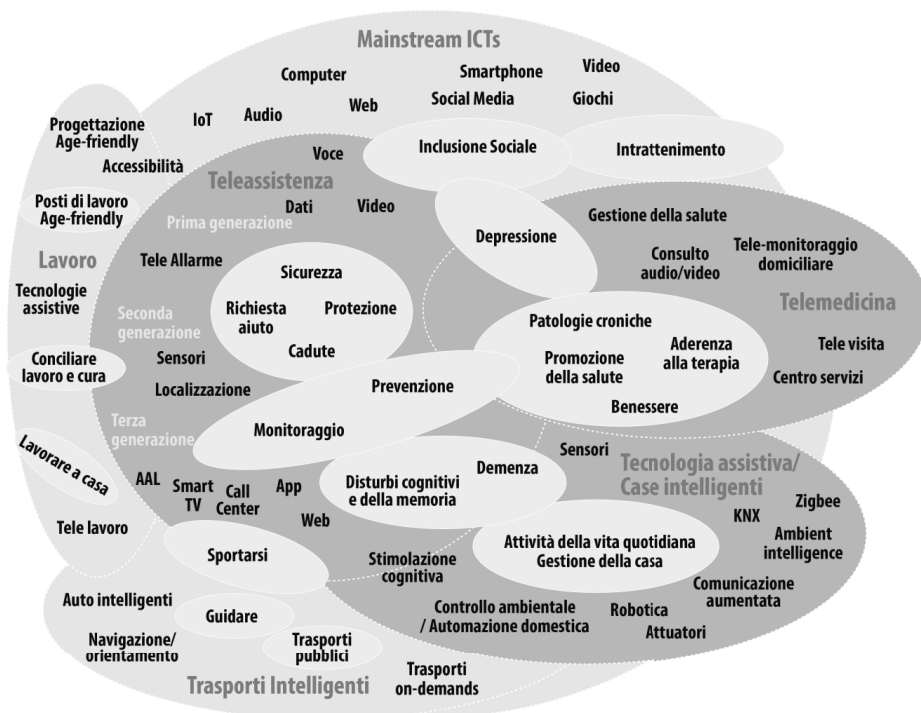 Mainstream ICTs
Computer
Smartphone
Video
IoT
Audio
Web
Social Media
Giochi
Progettazione
Age-friendly
Accessibilità
Voce
Inclusione Sociale
Intrattenimento
Teleassistenza
Posti di lavoro
Age-friendly
Prima generazione
Dati
Video
Depressione
Gestione della salute
Lavoro
Tele Allarme
Sicurezza
Consulto
audio/video
Tele-monitoraggio
domiciliare
Tecnologie
assistive
Richiesta
aiuto
Protezione
Telemedicina
Seconda
generazione
Cadute
Patologie croniche
Conciliare
lavoro e cura
Sensori
Promozione
della salute
Aderenza
alla terapia
Tele visita
Localizzazione
Prevenzione
Centro servizi
Benessere
Terza
generazione
Monitoraggio
Lavorare a casa
AAL
Smart
TV
Call
Center
App
Web
Disturbi cognitivi
e della memoria
Demenza
Sensori
Tecnologia assistiva/
Case intelligenti
Zigbee
KNX
Ambient
intelligence
Tele lavoro
Sportarsi
Stimolazione
cognitiva
Attività della vita quotidiana
Gestione della casa
Comunicazione
aumentata
Auto intelligenti
Guidare
Controllo ambientale
/ Automazione domestica
Robotica
Attuatori
Navigazione/
orientamento
Trasporti
pubblici
Trasporti Intelligenti
Trasporti
on-demands